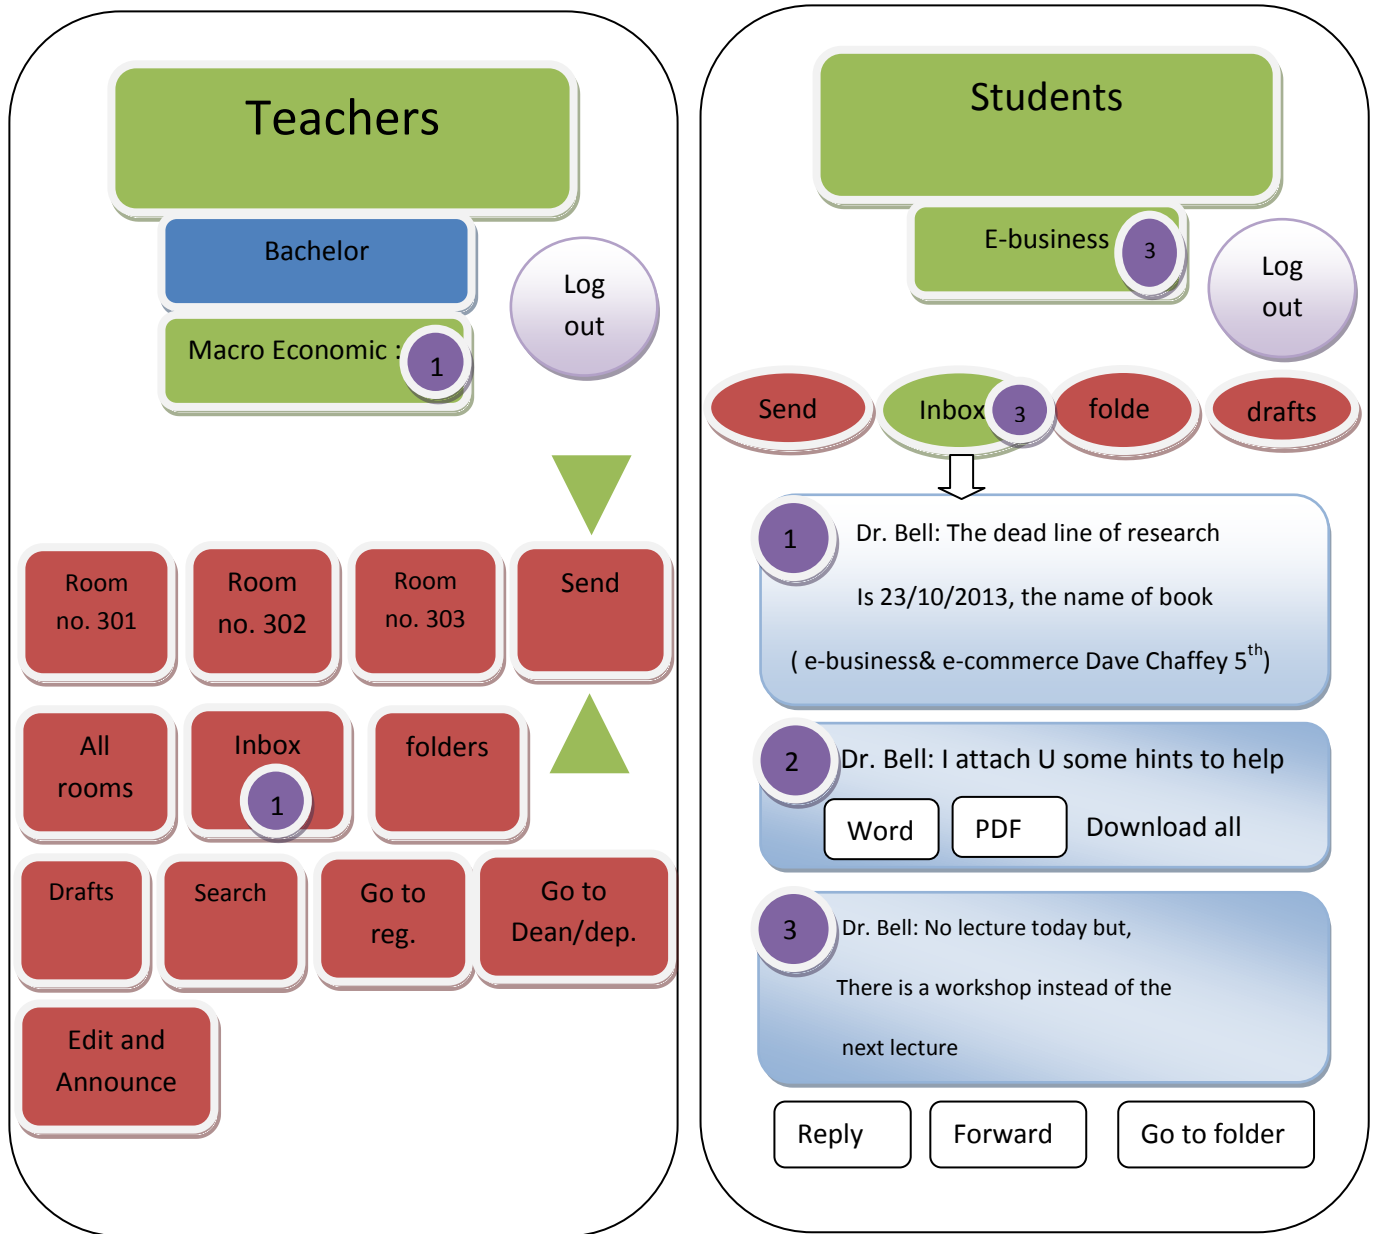 Teachers
Bachelor
Macro Economic :
1
Log
out
Room
no. 301
Room
no. 302
Room
no. 303
Send
All
rooms
Inbox
1
folders
Drafts
Search
Go to
reg.
Go to
Dean/dep.
Edit and
Announce
Students
E-business
3
Log
out
Send
Inbox
3
folde
drafts
1
Dr. Bell: The dead line of research
Is 23/10/2013, the name of book
( e-business& e-commerce Dave Chaffey 5th)
2
Dr. Bell: I attach U some hints to help
Word
PDF
Download all
3
Dr. Bell: No lecture today but,
There is a workshop instead of the
next lecture
Reply
Forward
Go to folder